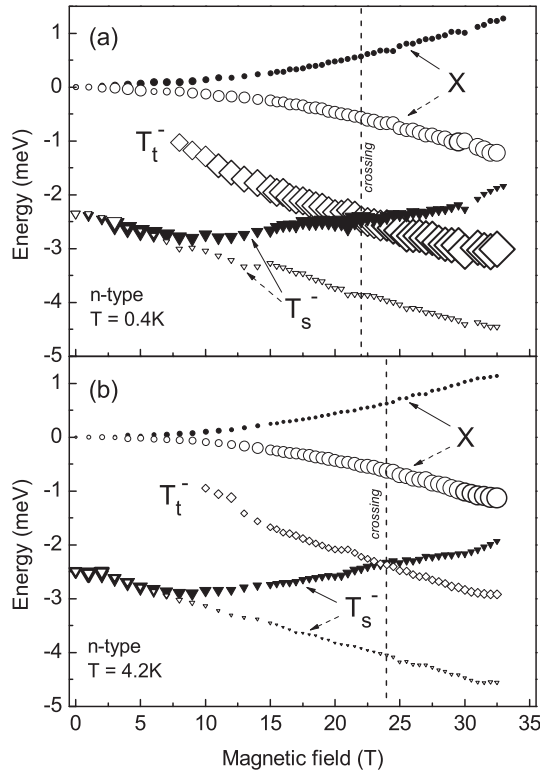 (a)
1
X
0
T_t^-
-1
crossing
-2
-3
T_s^-
n-type
-4
T = 0.4K
-5
Energy (meV)
(b)
1
X
0
T_t^-
-1
crossing
-2
-3
T_s^-
-4
n-type
T = 4.2K
-5
Energy (meV)
0 5 10 15 20 25 30 35
Magnetic field (T)